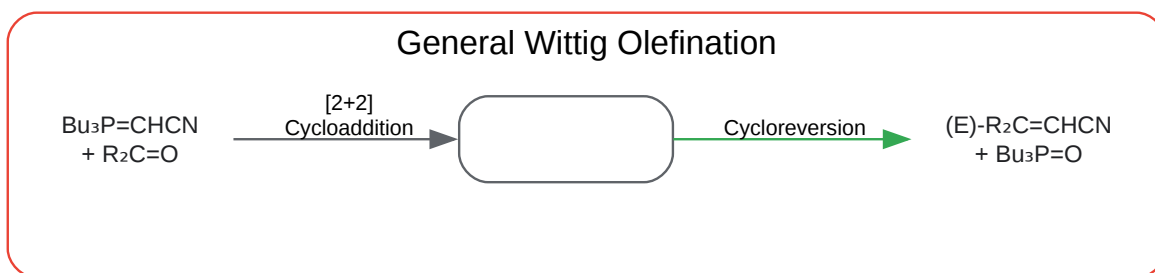 General Wittig Olefination
[2+2]
Cycloaddition
Bu₃P=CHCN
+ R₂C=O
Cycloreversion
(E)-R₂C=CHCN
+ Bu₃P=O